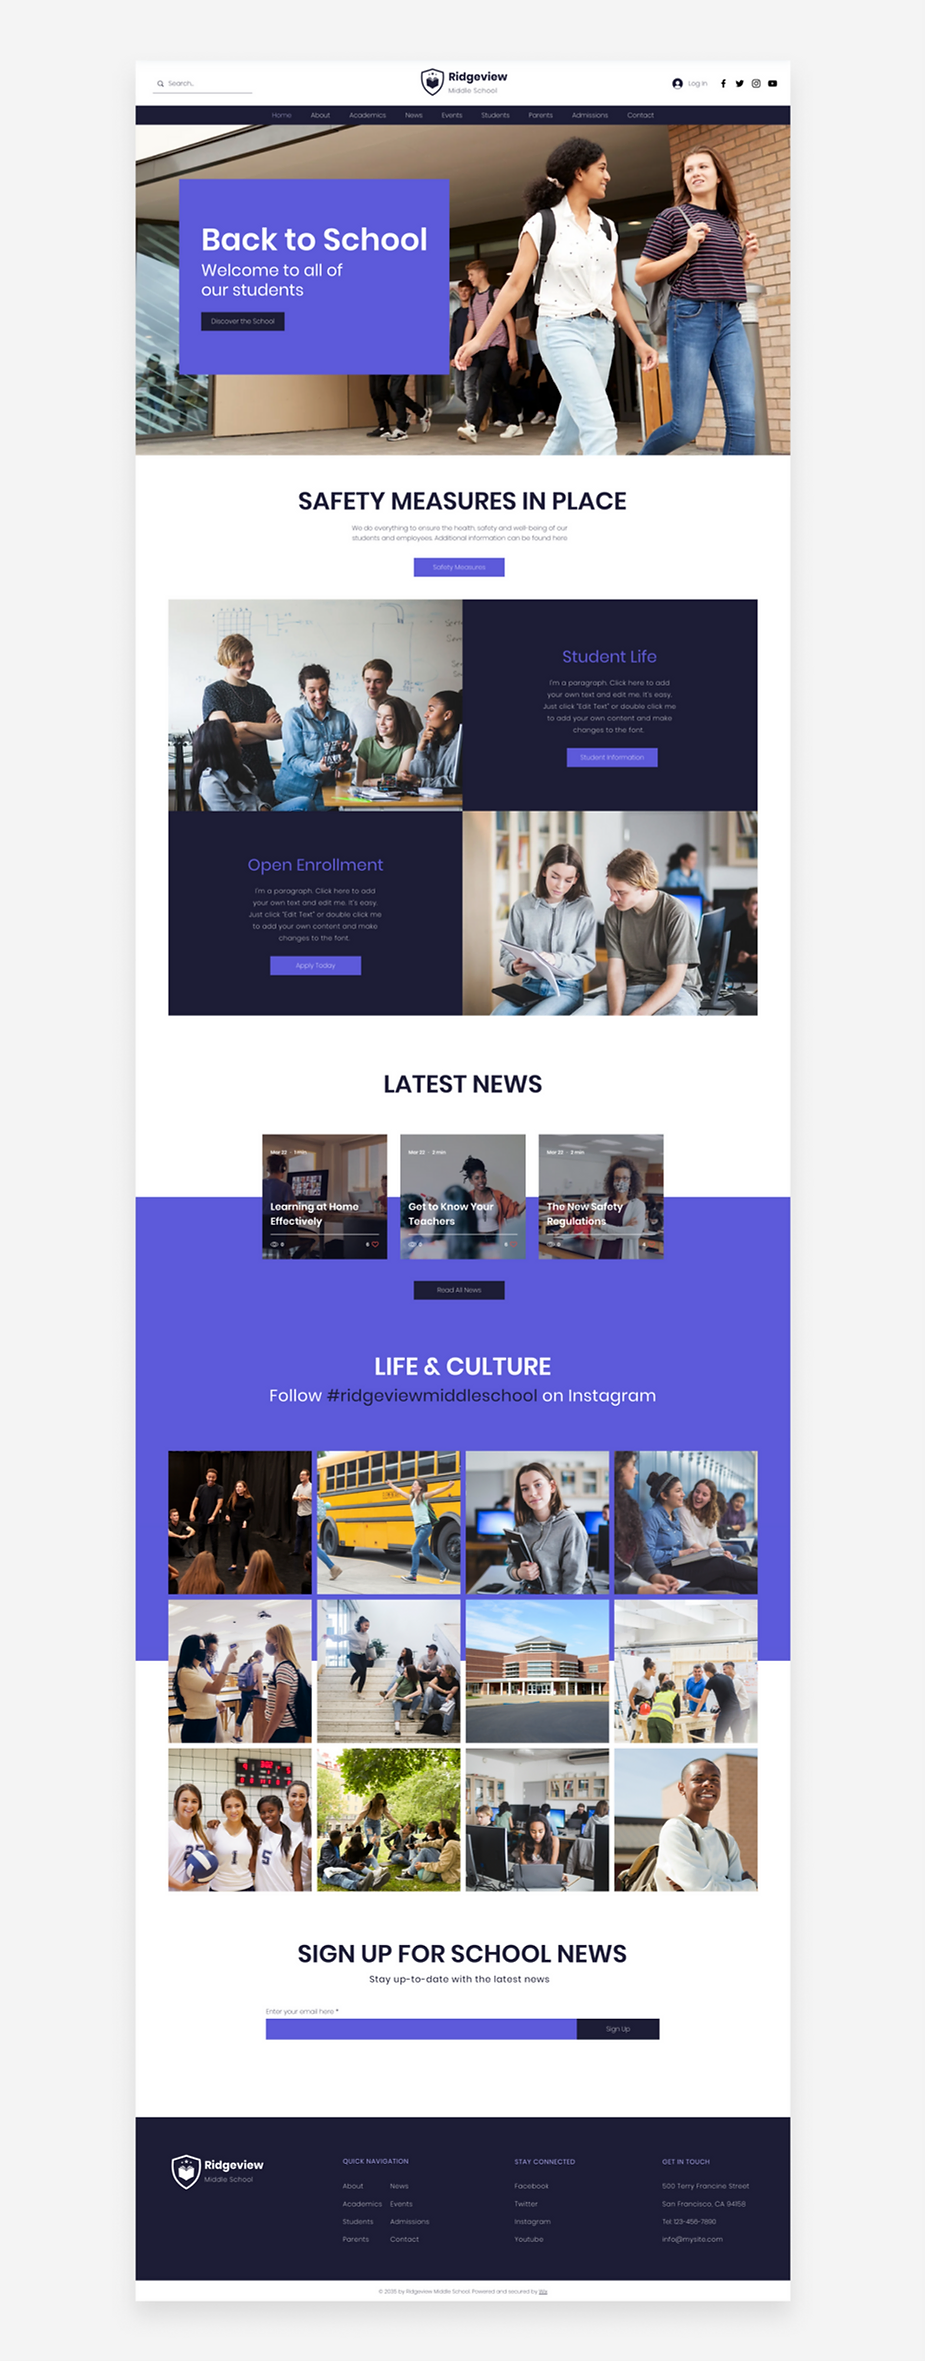 Search...
Ridgeview
Middle School
Log In
Home About Academics News Events Students Parents Admissions Contact
Back to School
Welcome to all of
our students
Discover the School
SAFETY MEASURES IN PLACE
We do everything to ensure the health, safety and well-being of our
students and employees. Additional information can be found here
Safety Measures
Student Life
I'm a paragraph. Click here to add
your own text and edit me. It's easy.
Just click "Edit Text" or double click me
to add your own content and make
changes to the font.
Student Information
Open Enrollment
I'm a paragraph. Click here to add
your own text and edit me. It's easy.
Just click "Edit Text" or double click me
to add your own content and make
changes to the font.
Apply Today
LATEST NEWS
Mar 22 · 1 min
Learning at Home
Effectively
0 6
Mar 22 · 2 min
Get to Know Your
Teachers
Mar 22 · 2 min
The New Safety
Regulations
Read All News
LIFE & CULTURE
Follow #ridgeviewmiddleschool on Instagram
SIGN UP FOR SCHOOL NEWS
Stay up-to-date with the latest news
Enter your email here *
Sign Up
Ridgeview
Middle School
QUICK NAVIGATION
About News
Academics Events
Students Admissions
Parents Contact
STAY CONNECTED
Facebook
Twitter
Instagram
Youtube
GET IN TOUCH
500 Terry Francine Street
San Francisco, CA 94158
Tel: 123-456-7890
info@mysite.com
© 2035 by Ridgeview Middle School. Powered and secured by Wix